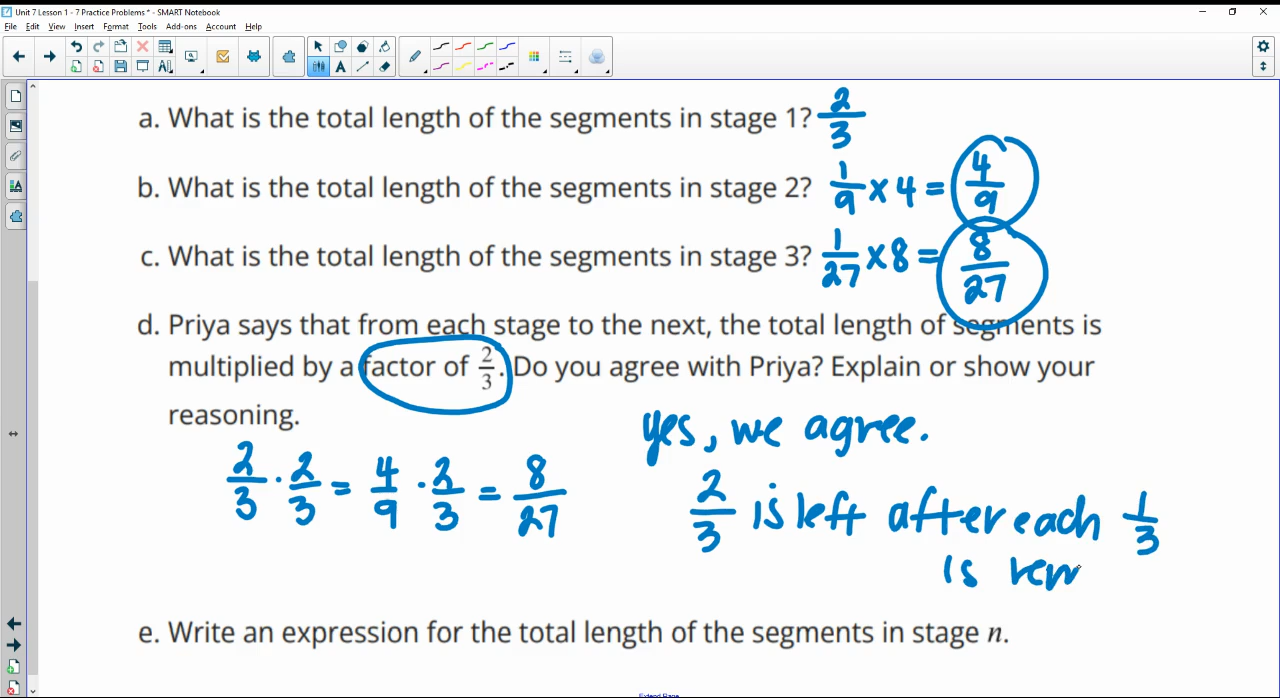 Unit 7 Lesson 1 - 7 Practice Problems * - SMART Notebook
File Edit View Insert Format Tools Add-ons Account Help
a. What is the total length of the segments in stage 1? 2/3
b. What is the total length of the segments in stage 2? 1/9 × 4 = 4/9
c. What is the total length of the segments in stage 3? 1/27 × 8 = 8/27
d. Priya says that from each stage to the next, the total length of segments is
multiplied by a factor of 2/3. Do you agree with Priya? Explain or show your
reasoning.
yes, we agree.
2/3 · 2/3 = 4/9 · 2/3 = 8/27
2/3 is left after each 1/3
is rem
e. Write an expression for the total length of the segments in stage n.
Extend Page